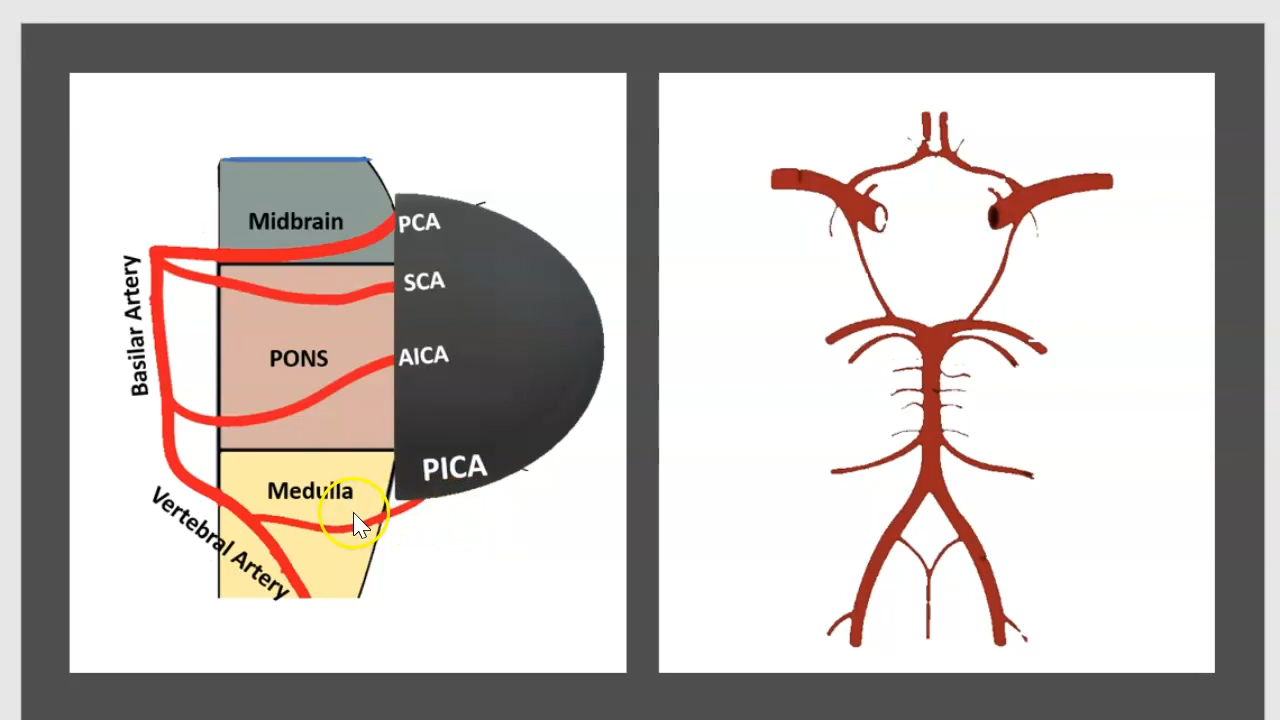 Midbrain
PCA
SCA
Basilar Artery
PONS
AICA
PICA
Medulla
Vertebral Artery